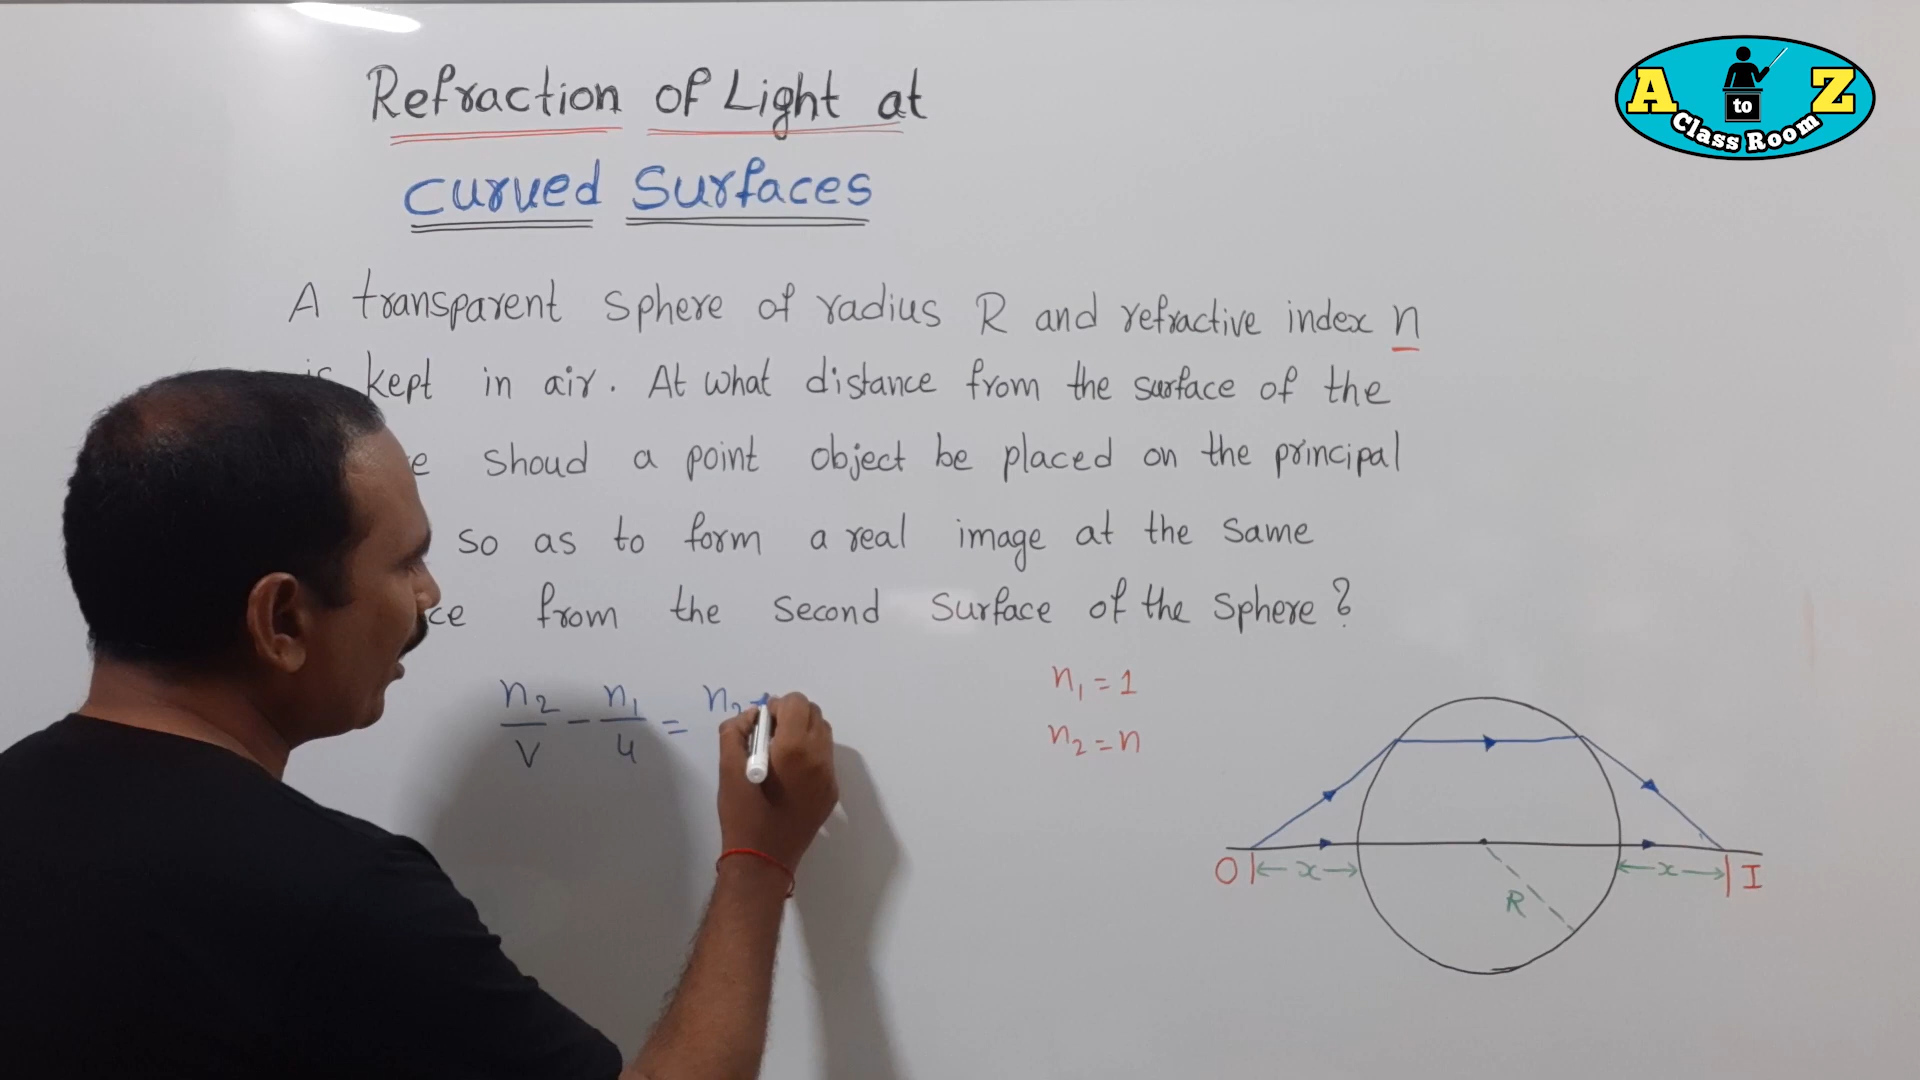 Refraction of Light at
Curved Surfaces
A to Z
Class Room
A transparent sphere of radius R and refractive index n
kept in air. At what distance from the surface of the
shoud a point object be placed on the principal
so as to form a real image at the same
from the second surface of the sphere?
n₂/v - n₁/u = n₂
n₁ = 1
n₂ = n
O x R x I